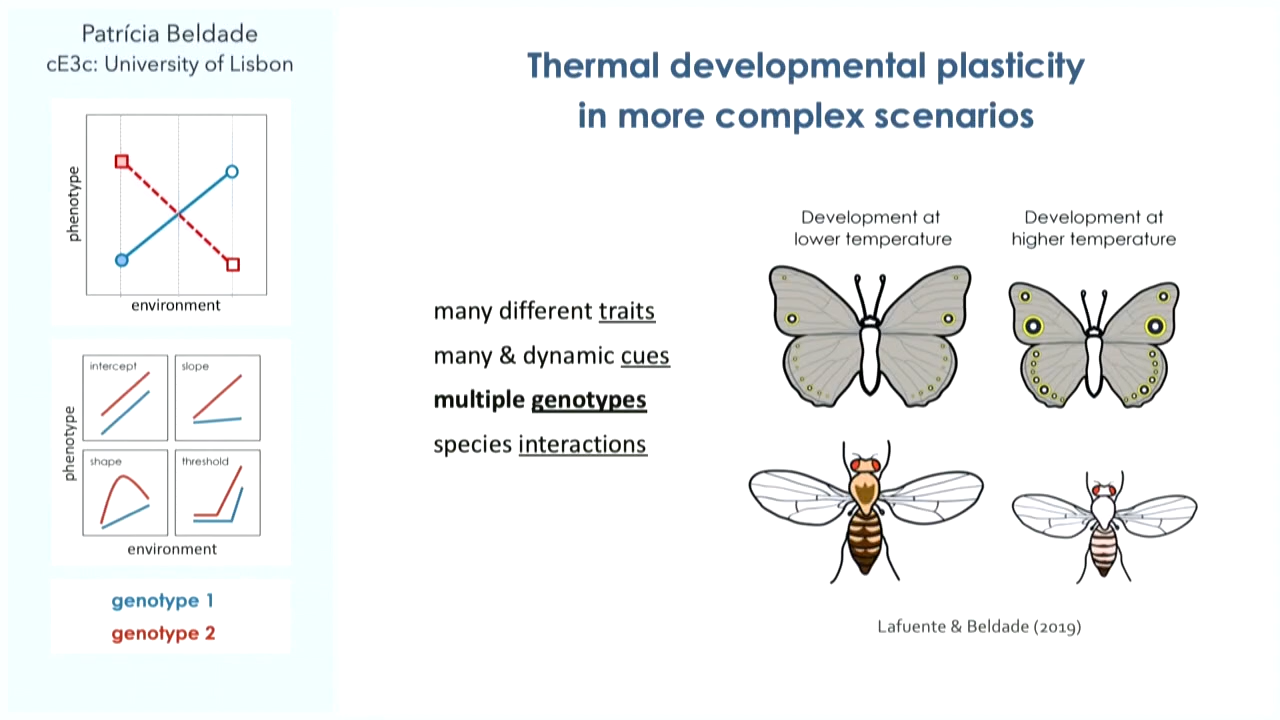 Patrícia Beldade
cE3c: University of Lisbon
phenotype
environment
intercept
slope
shape
threshold
phenotype
environment
genotype 1
genotype 2
Thermal developmental plasticity
in more complex scenarios
many different traits
many & dynamic cues
multiple genotypes
species interactions
Development at
lower temperature
Development at
higher temperature
Lafuente & Beldade (2019)